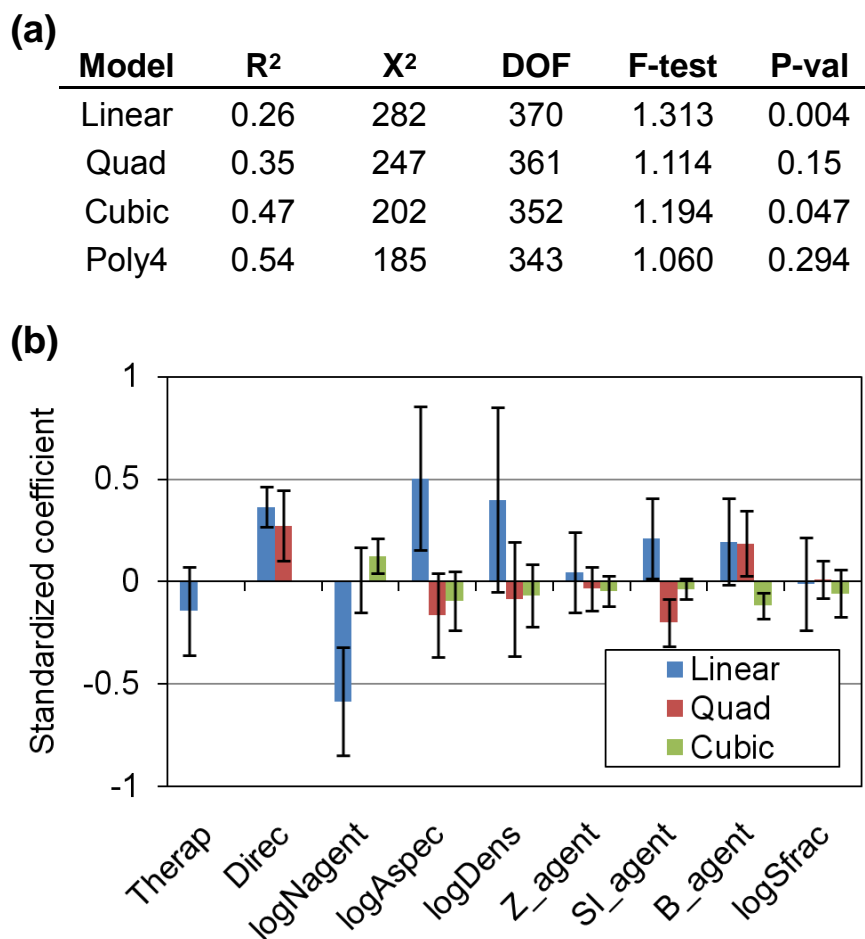 (a)
Model R² X² DOF F-test P-val
Linear 0.26 282 370 1.313 0.004
Quad 0.35 247 361 1.114 0.15
Cubic 0.47 202 352 1.194 0.047
Poly4 0.54 185 343 1.060 0.294
(b)
Standardized coefficient
1
0.5
0
-0.5
-1
Linear
Quad
Cubic
Therap
Direc
logNagent
logAspec
logDens
Z_agent
SI_agent
B_agent
logSfrac